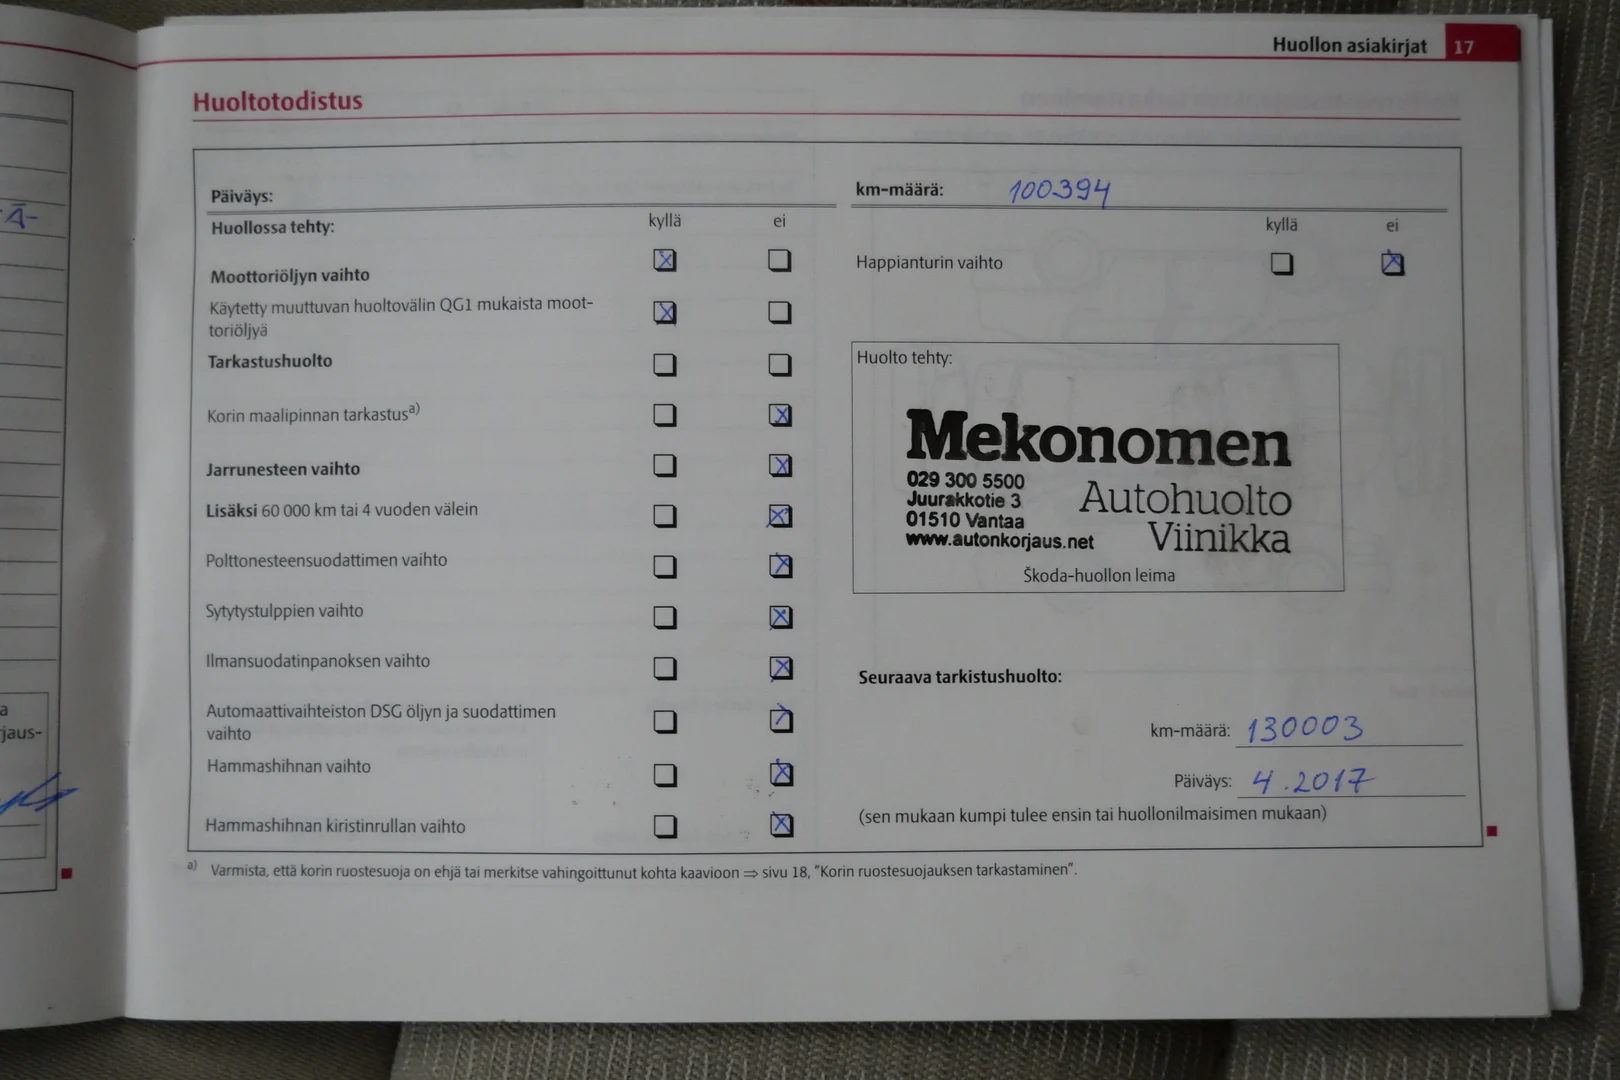 Huollon asiakirjat 17
Huoltotodistus
Päiväys:
km-määrä: 100394
Huollossa tehty: kyllä ei
kyllä ei
Moottoriöljyn vaihto
Happianturin vaihto
Käytetty muuttuvan huoltovälin QG1 mukaista moot-
toriöljyä
Tarkastushuolto
Korin maalipinnan tarkastus a)
Jarrunesteen vaihto
Lisäksi 60 000 km tai 4 vuoden välein
Polttonesteensuodattimen vaihto
Sytytystulppien vaihto
Ilmansuodatinpanoksen vaihto
Automaattivaihteiston DSG öljyn ja suodattimen
vaihto
Hammashihnan vaihto
Hammashihnan kiristinrullan vaihto
Huolto tehty:
Mekonomen
029 300 5500
Juurakkotie 3
01510 Vantaa
www.autonkorjaus.net
Autohuolto
Viinikka
Škoda-huollon leima
Seuraava tarkistushuolto:
km-määrä: 130003
Päiväys: 4.2017
(sen mukaan kumpi tulee ensin tai huollonilmaisimen mukaan)
a) Varmista, että korin ruostesuoja on ehjä tai merkitse vahingoittunut kohta kaavioon ⇒ sivu 18, "Korin ruostesuojauksen tarkastaminen".
Ä-
a
jaus-